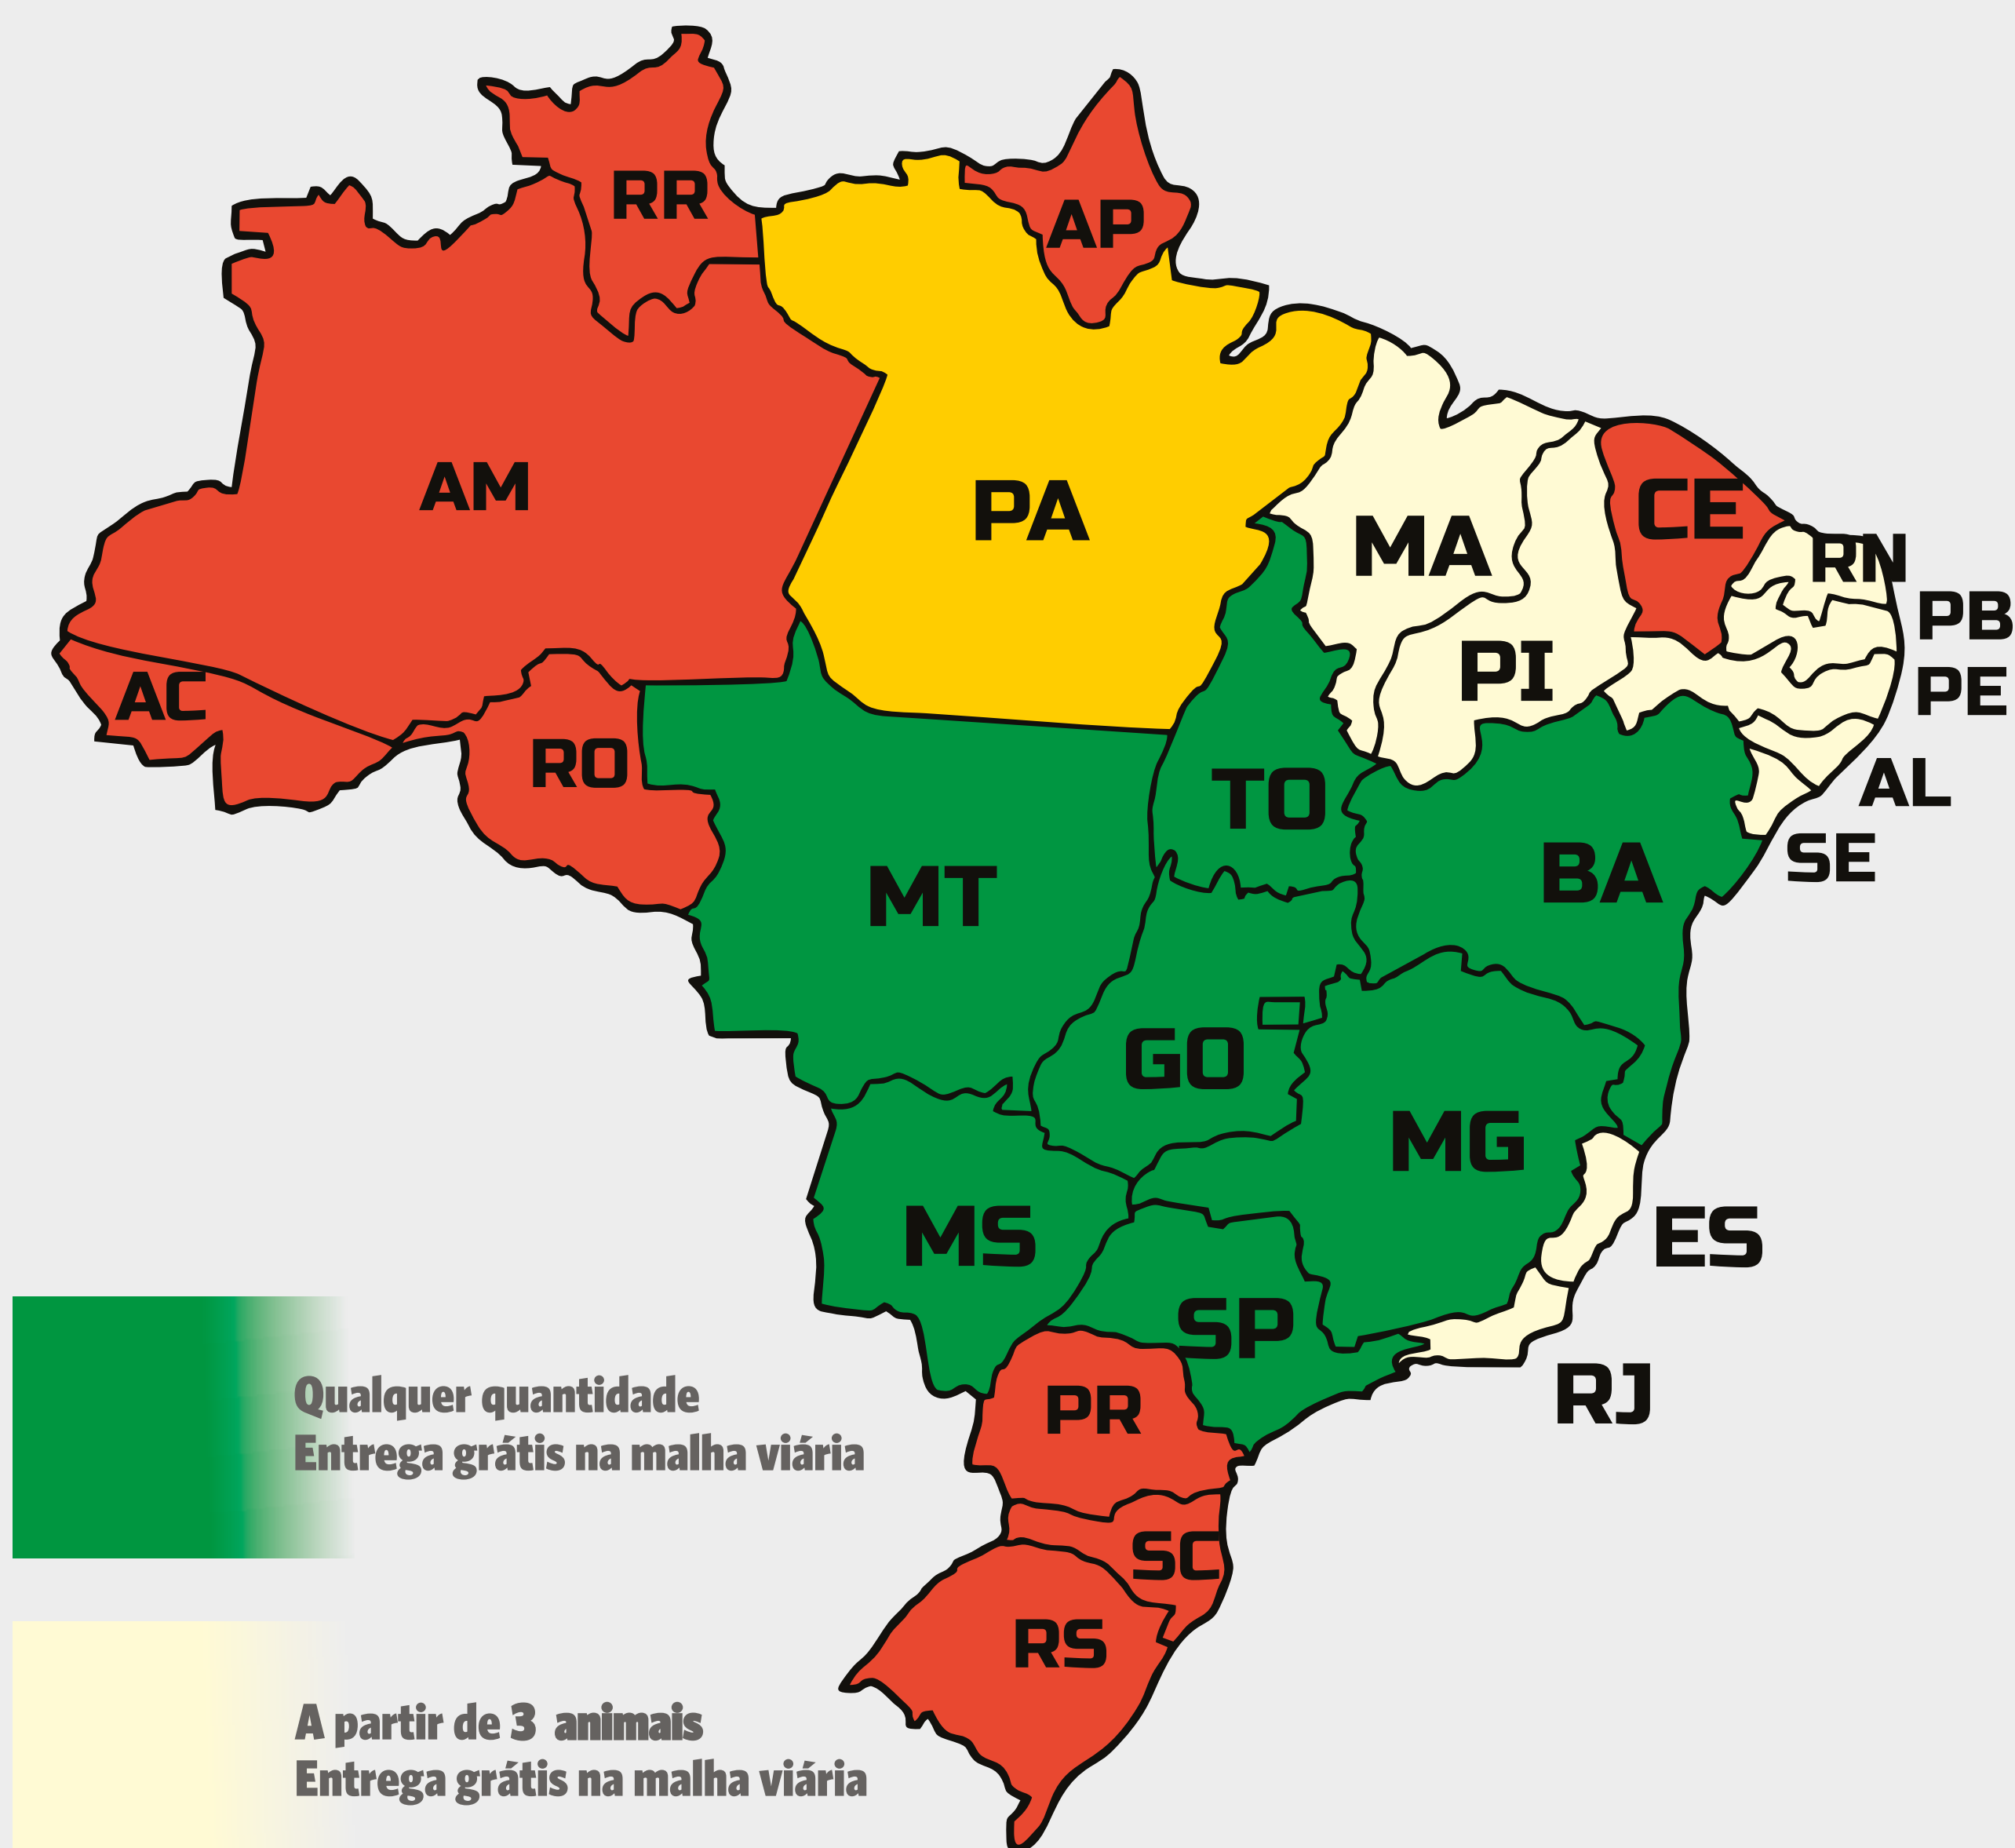 RR
AP
AM
PA
MA
CE
RN
PB
PI
PE
AC
RO
TO
AL
MT
BA
SE
GO
MG
MS
ES
SP
RJ
PR
SC
RS
Qualquer quantidade
Entrega grátis na malha viária
A partir de 3 animais
Entrega grátis na malha viária